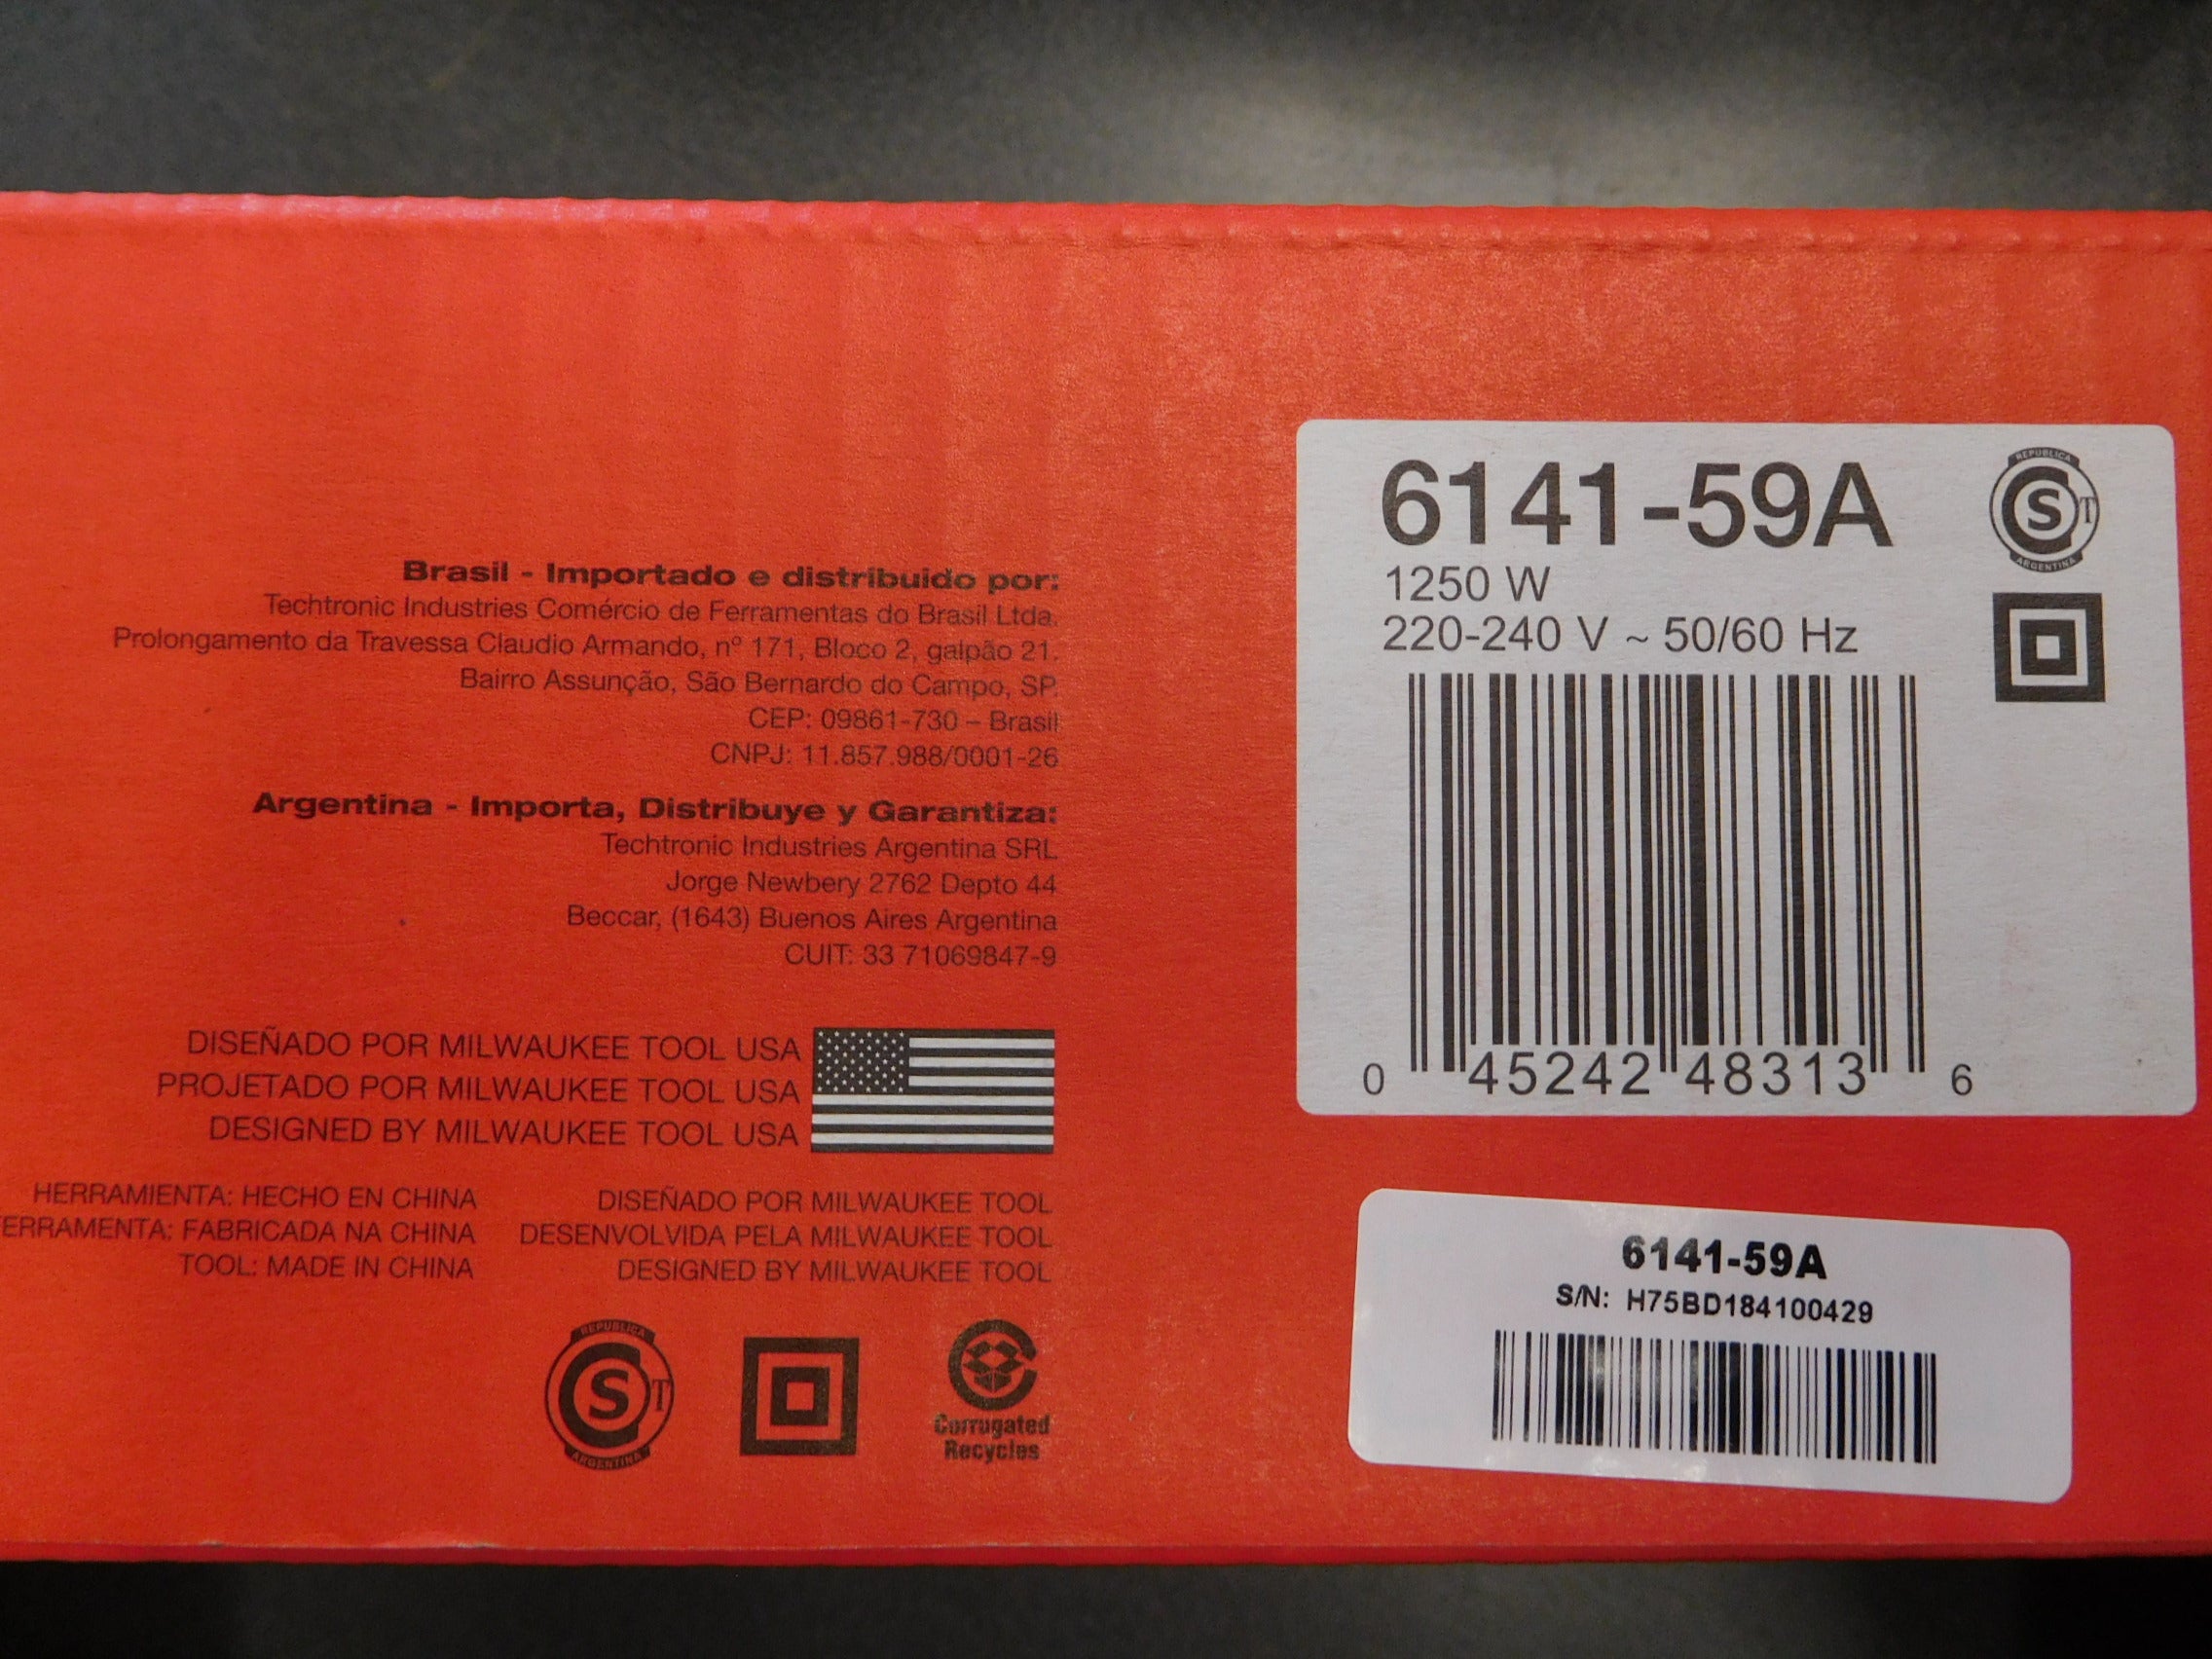 Brasil - Importado e distribuido por:
Techtronic Industries Comércio de Ferramentas do Brasil Ltda.
Prolongamento da Travessa Claudio Armando, nº 171, Bloco 2, galpão 21.
Bairro Assunção, São Bernardo do Campo, SP.
CEP: 09861-730 – Brasil
CNPJ: 11.857.988/0001-26
Argentina - Importa, Distribuye y Garantiza:
Techtronic Industries Argentina SRL
Jorge Newbery 2762 Depto 44
Beccar, (1643) Buenos Aires Argentina
CUIT: 33 71069847-9
DISEÑADO POR MILWAUKEE TOOL USA
PROJETADO POR MILWAUKEE TOOL USA
DESIGNED BY MILWAUKEE TOOL USA
HERRAMIENTA: HECHO EN CHINA
ERRAMENTA: FABRICADA NA CHINA
TOOL: MADE IN CHINA
DISEÑADO POR MILWAUKEE TOOL
DESENVOLVIDA PELA MILWAUKEE TOOL
DESIGNED BY MILWAUKEE TOOL
REPUBLICA
S T
ARGENTINA
Corrugated
Recycles
6141-59A
1250 W
220-240 V ~ 50/60 Hz
REPUBLICA
S T
ARGENTINA
0 45242 48313 6
6141-59A
S/N: H75BD184100429